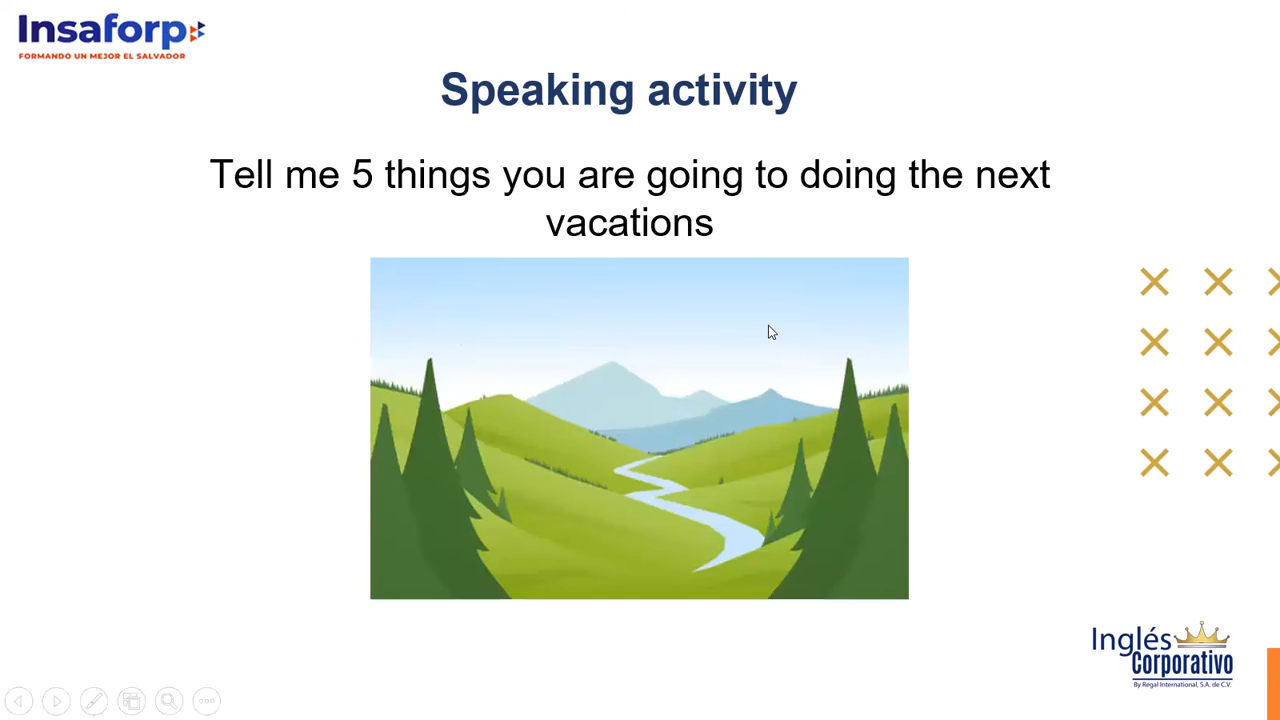 Insaforp
FORMANDO UN MEJOR EL SALVADOR
Speaking activity
Tell me 5 things you are going to doing the next
vacations
Inglés
Corporativo
By Regal International, S.A. de C.V.